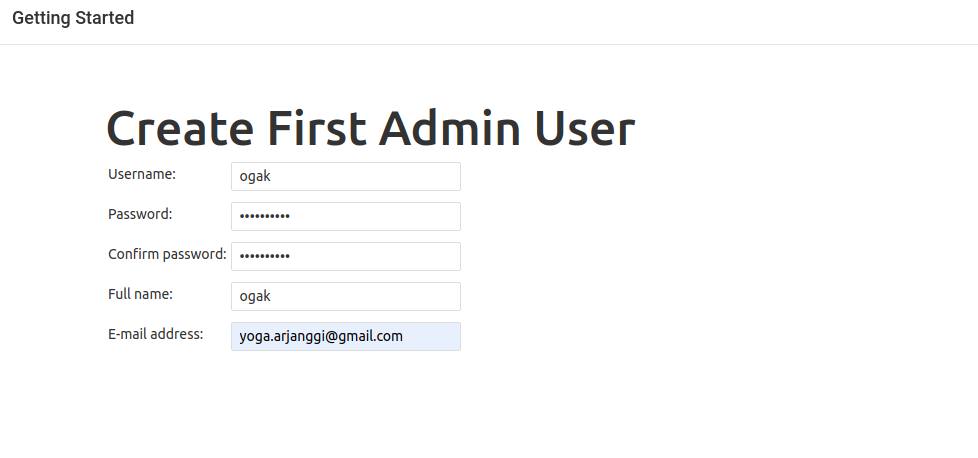 Getting Started
Create First Admin User
Username: ogak
Password: ••••••••••
Confirm password: ••••••••••
Full name: ogak
E-mail address: yoga.arjanggi@gmail.com